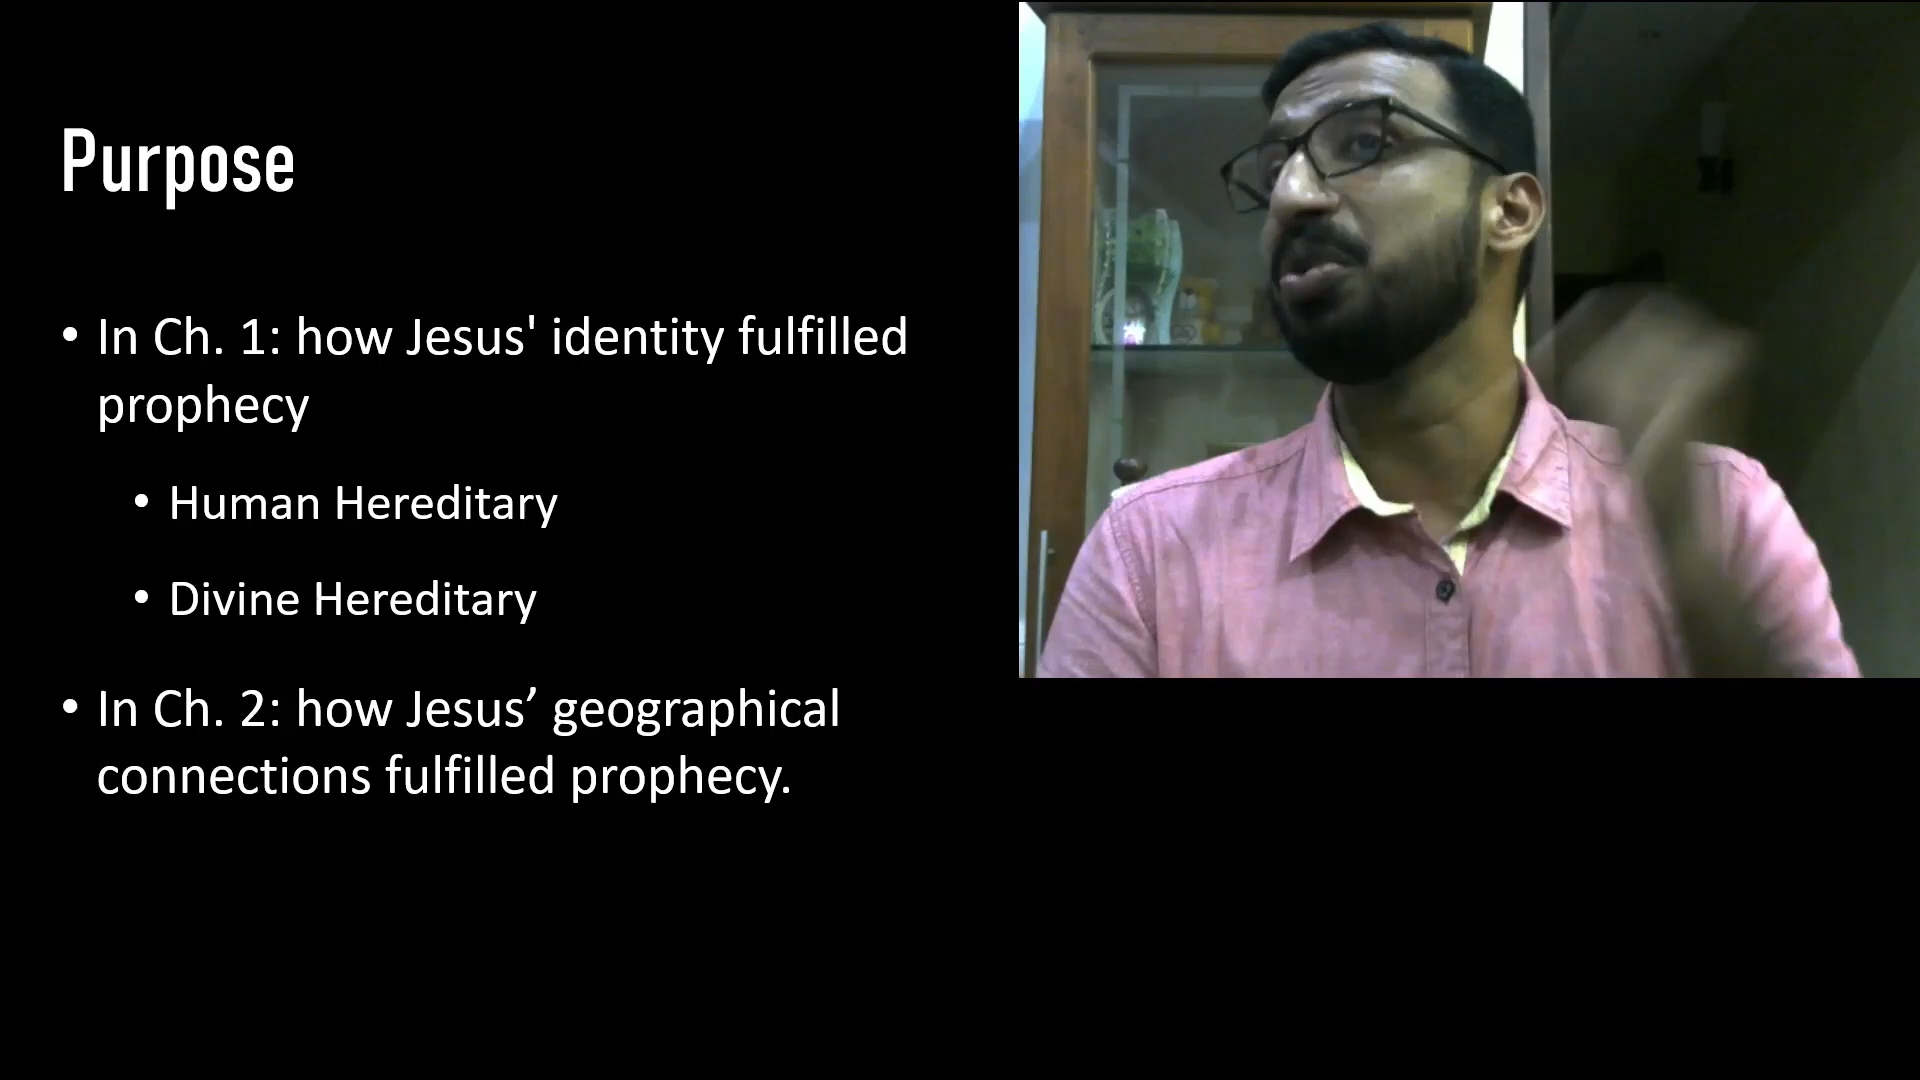 Purpose
• In Ch. 1: how Jesus' identity fulfilled
prophecy
• Human Hereditary
• Divine Hereditary
• In Ch. 2: how Jesus’ geographical
connections fulfilled prophecy.